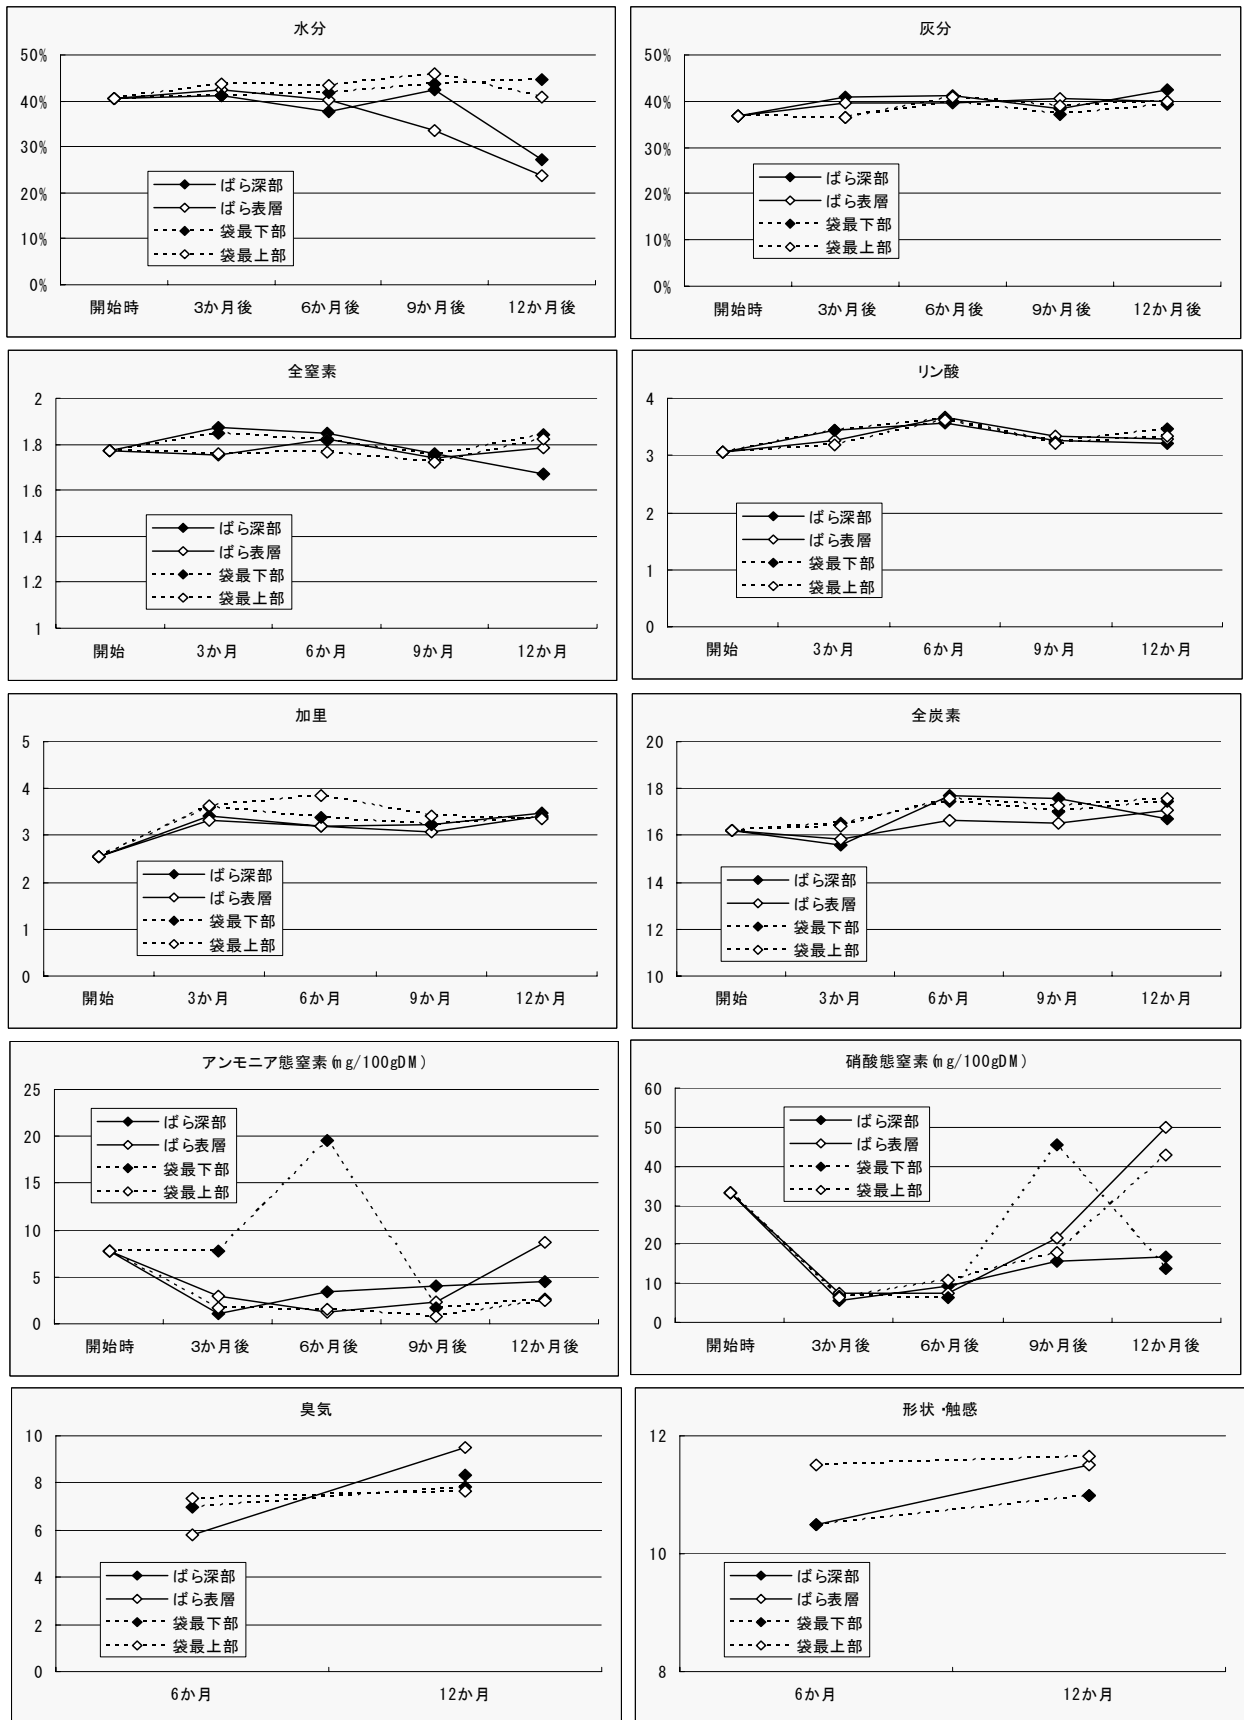 水分
50%
40%
30%
20%
10%
0%
ばら深部
ばら表層
袋最下部
袋最上部
開始時 3か月後 6か月後 9か月後 12か月後
灰分
50%
40%
30%
20%
10%
0%
ばら深部
ばら表層
袋最下部
袋最上部
開始時 3か月後 6か月後 9か月後 12か月後
全窒素
2
1.8
1.6
1.4
1.2
1
ばら深部
ばら表層
袋最下部
袋最上部
開始 3か月 6か月 9か月 12か月
リン酸
4
3
2
1
0
ばら深部
ばら表層
袋最下部
袋最上部
開始 3か月 6か月 9か月 12か月
加里
5
4
3
2
1
0
ばら深部
ばら表層
袋最下部
袋最上部
開始 3か月 6か月 9か月 12か月
全炭素
20
18
16
14
12
10
ばら深部
ばら表層
袋最下部
袋最上部
開始 3か月 6か月 9か月 12か月
アンモニア態窒素(mg/100gDM)
25
20
15
10
5
0
ばら深部
ばら表層
袋最下部
袋最上部
開始時 3か月後 6か月後 9か月後 12か月後
硝酸態窒素(mg/100gDM)
60
50
40
30
20
10
0
ばら深部
ばら表層
袋最下部
袋最上部
開始時 3か月後 6か月後 9か月後 12か月後
臭気
10
8
6
4
2
0
ばら深部
ばら表層
袋最下部
袋最上部
6か月 12か月
形状・触感
12
10
8
ばら深部
ばら表層
袋最下部
袋最上部
6か月 12か月